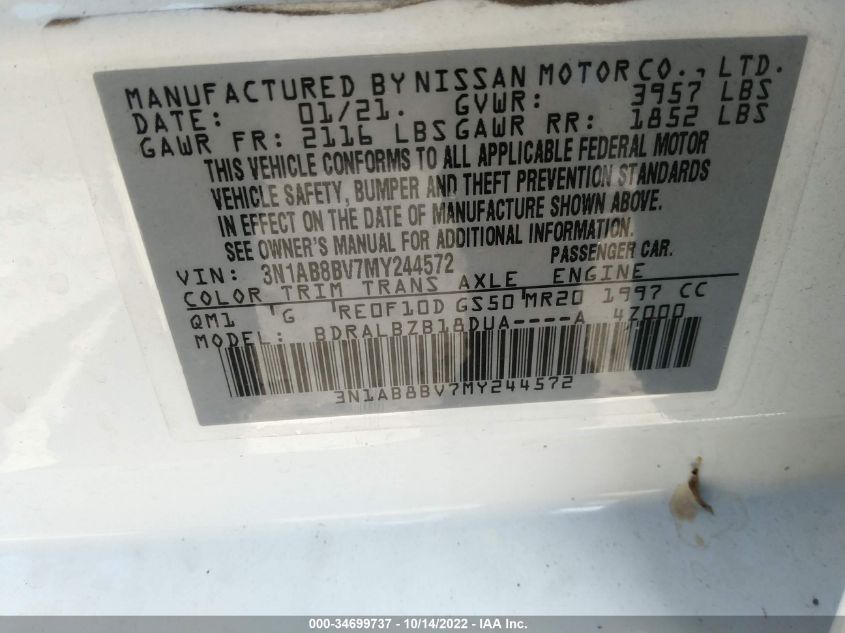 MANUFACTURED BY NISSAN MOTOR CO., LTD.
DATE: 01/21. GVWR: 3957 LBS
GAWR FR: 2116 LBS GAWR RR: 1852 LBS
THIS VEHICLE CONFORMS TO ALL APPLICABLE FEDERAL MOTOR
VEHICLE SAFETY, BUMPER AND THEFT PREVENTION STANDARDS
IN EFFECT ON THE DATE OF MANUFACTURE SHOWN ABOVE.
SEE OWNER'S MANUAL FOR ADDITIONAL INFORMATION.
VIN: 3N1AB8BV7MY244572 PASSENGER CAR.
COLOR TRIM TRANS AXLE ENGINE
QM1 G RE0F10D GS50 MR20 1997 CC
MODEL: BDRALBZB18DUA----A 4Z000
3N1AB8BV7MY244572
000-34699737 - 10/14/2022 - IAA Inc.